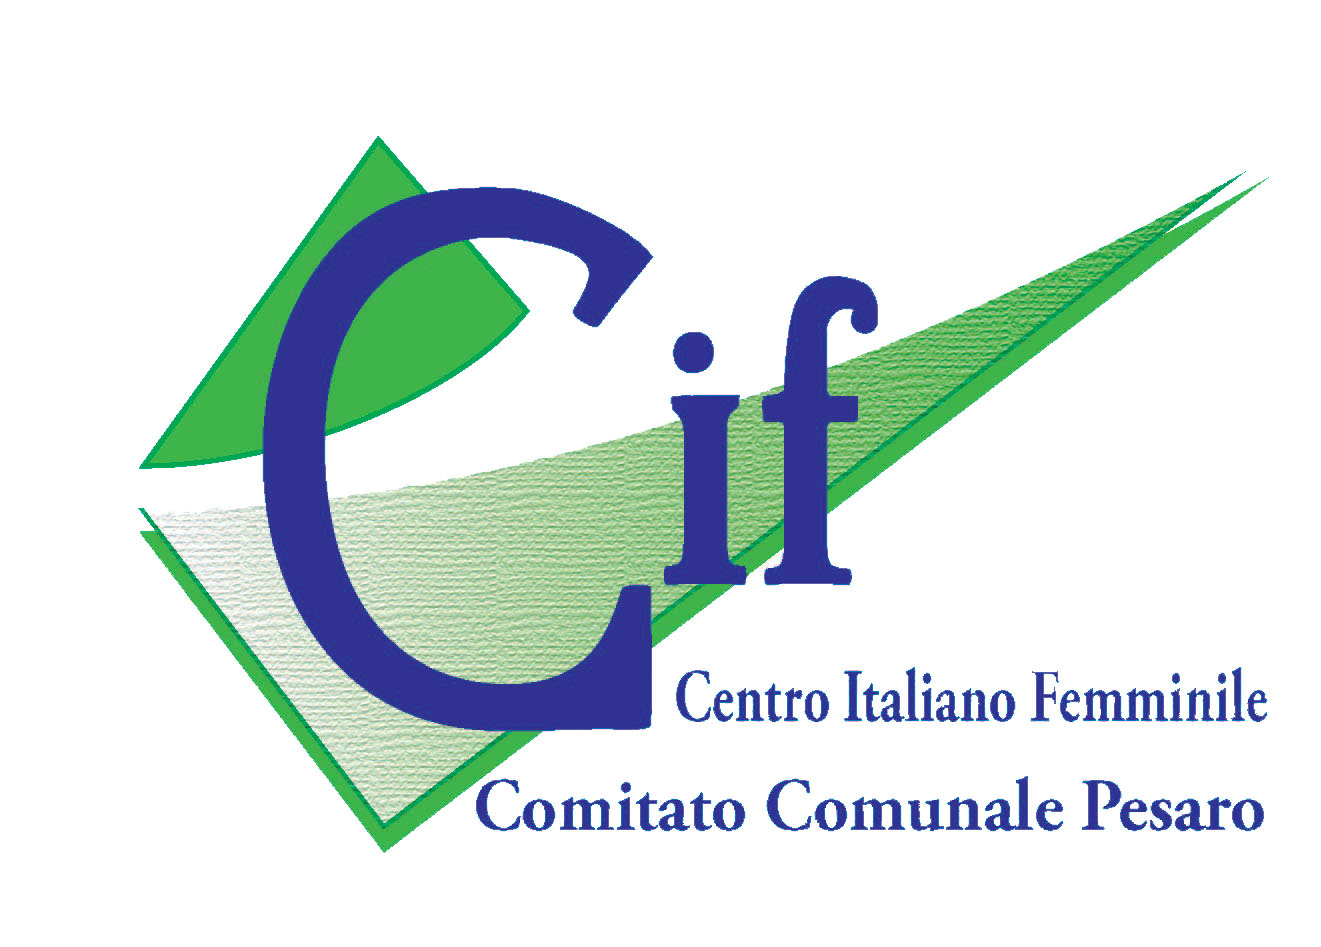 Cif
Centro Italiano Femminile
Comitato Comunale Pesaro